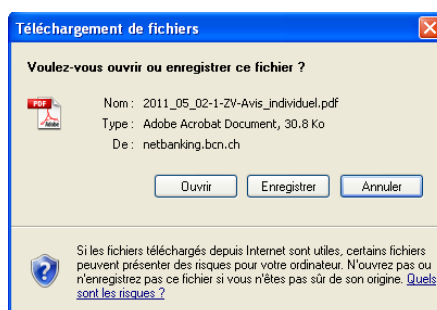 Téléchargement de fichiers
Voulez-vous ouvrir ou enregistrer ce fichier ?
PDF
Adobe
Nom : 2011_05_02-1-ZV-Avis_individuel.pdf
Type : Adobe Acrobat Document, 30.8 Ko
De : netbanking.bcn.ch
Ouvrir Enregistrer Annuler
Si les fichiers téléchargés depuis Internet sont utiles, certains fichiers
peuvent présenter des risques pour votre ordinateur. N'ouvrez pas ou
n'enregistrez pas ce fichier si vous n'êtes pas sûr de son origine. Quels
sont les risques ?